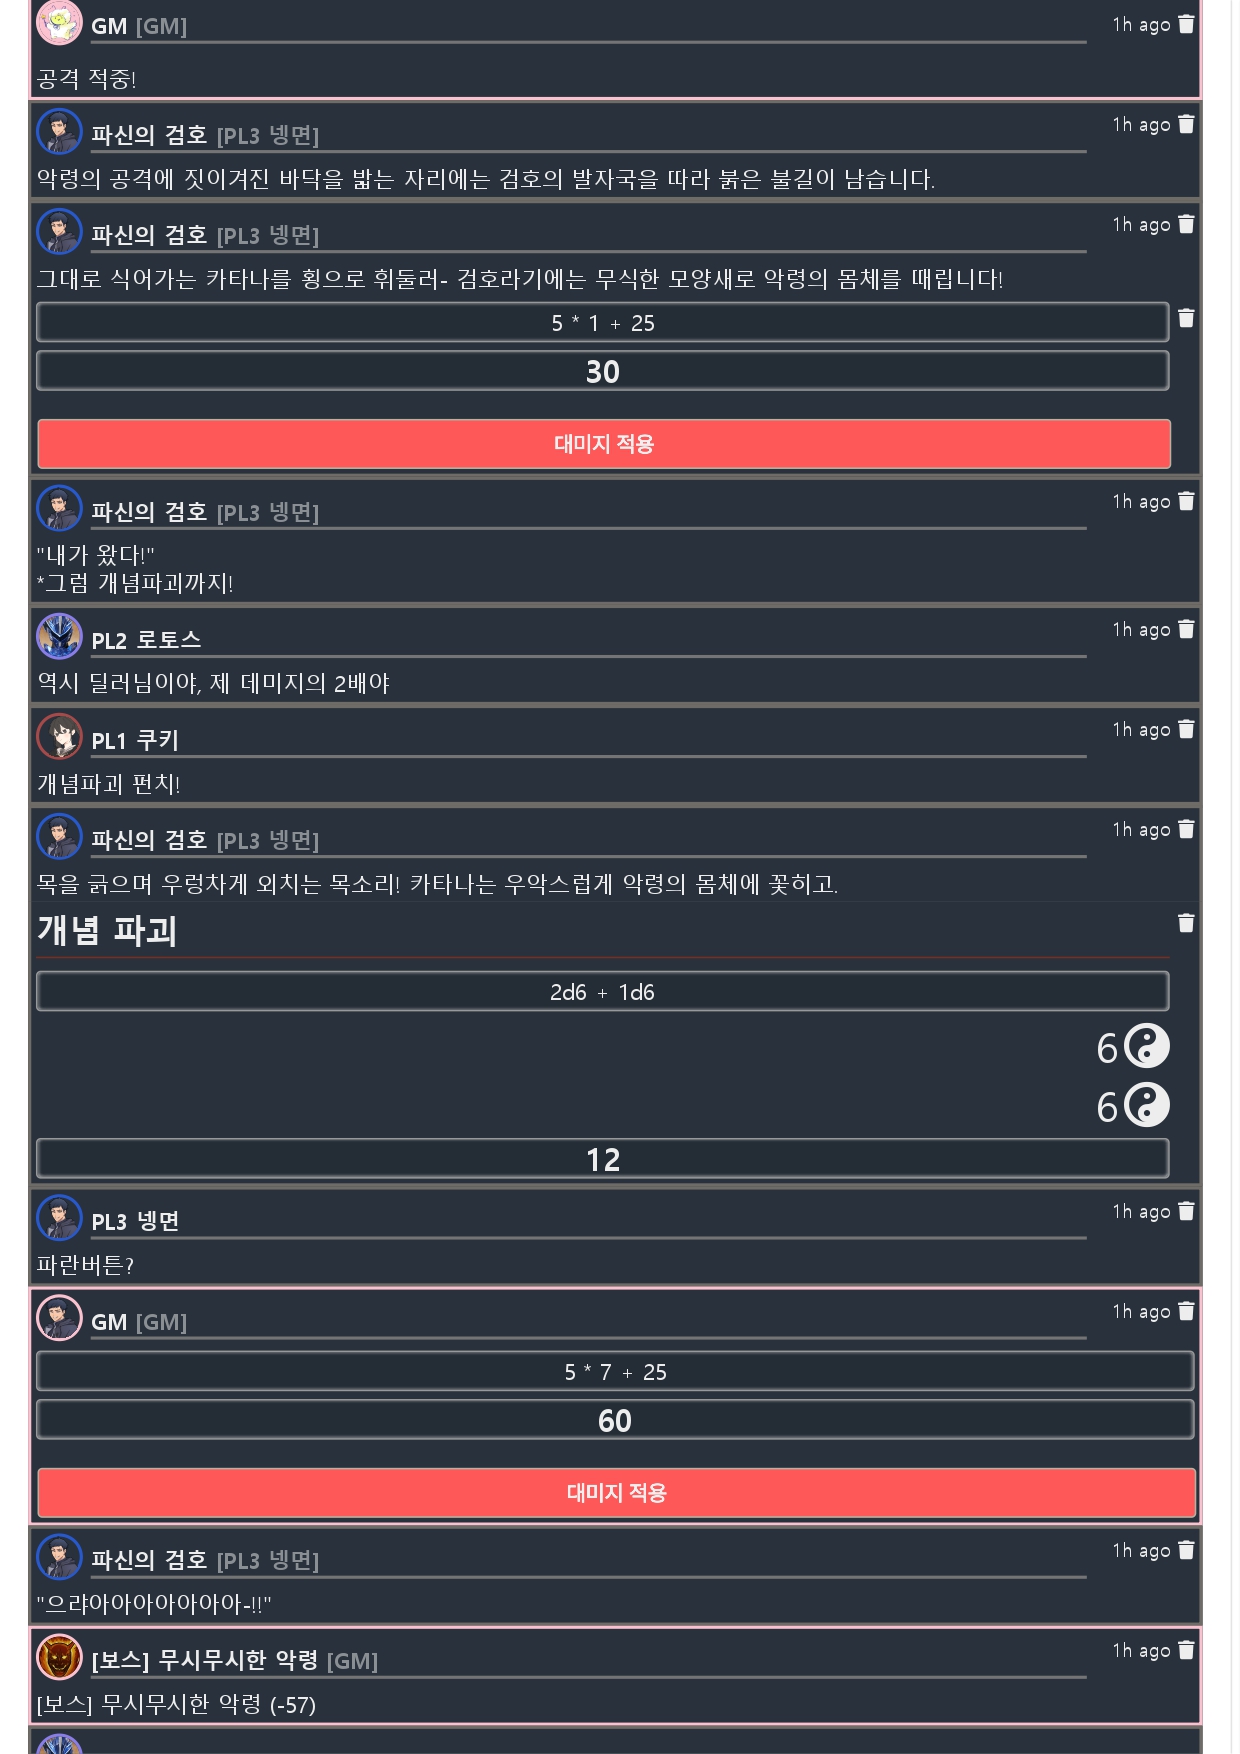 GM [GM] 1h ago
공격 적중!
파신의 검호 [PL3 넹면] 1h ago
악령의 공격에 짓이겨진 바닥을 밟는 자리에는 검호의 발자국을 따라 붉은 불길이 남습니다.
파신의 검호 [PL3 넹면] 1h ago
그대로 식어가는 카타나를 횡으로 휘둘러- 검호라기에는 무식한 모양새로 악령의 몸체를 때립니다!
5 * 1 + 25
30
대미지 적용
파신의 검호 [PL3 넹면] 1h ago
"내가 왔다!"
*그럼 개념파괴까지!
PL2 로토스 1h ago
역시 딜러님이야, 제 데미지의 2배야
PL1 쿠키 1h ago
개념파괴 펀치!
파신의 검호 [PL3 넹면] 1h ago
목을 긁으며 우렁차게 외치는 목소리! 카타나는 우악스럽게 악령의 몸체에 꽂히고.
개념 파괴
2d6 + 1d6
6
6
12
PL3 넹면 1h ago
파란버튼?
GM [GM] 1h ago
5 * 7 + 25
60
대미지 적용
파신의 검호 [PL3 넹면] 1h ago
"으랴아아아아아아아-!!"
[보스] 무시무시한 악령 [GM] 1h ago
[보스] 무시무시한 악령 (-57)